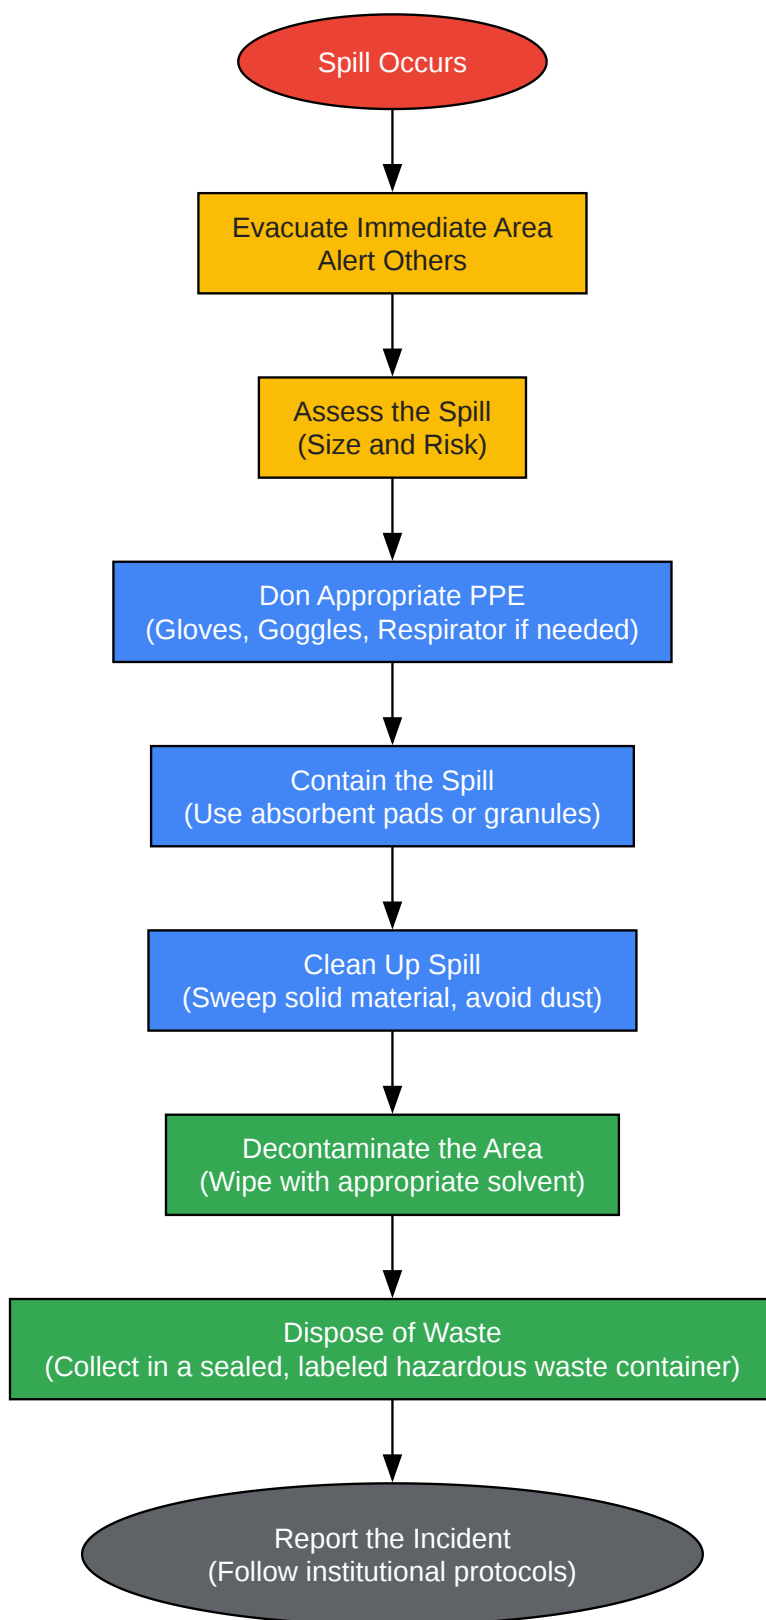 Spill Occurs
Evacuate Immediate Area
Alert Others
Assess the Spill
(Size and Risk)
Don Appropriate PPE
(Gloves, Goggles, Respirator if needed)
Contain the Spill
(Use absorbent pads or granules)
Clean Up Spill
(Sweep solid material, avoid dust)
Decontaminate the Area
(Wipe with appropriate solvent)
Dispose of Waste
(Collect in a sealed, labeled hazardous waste container)
Report the Incident
(Follow institutional protocols)